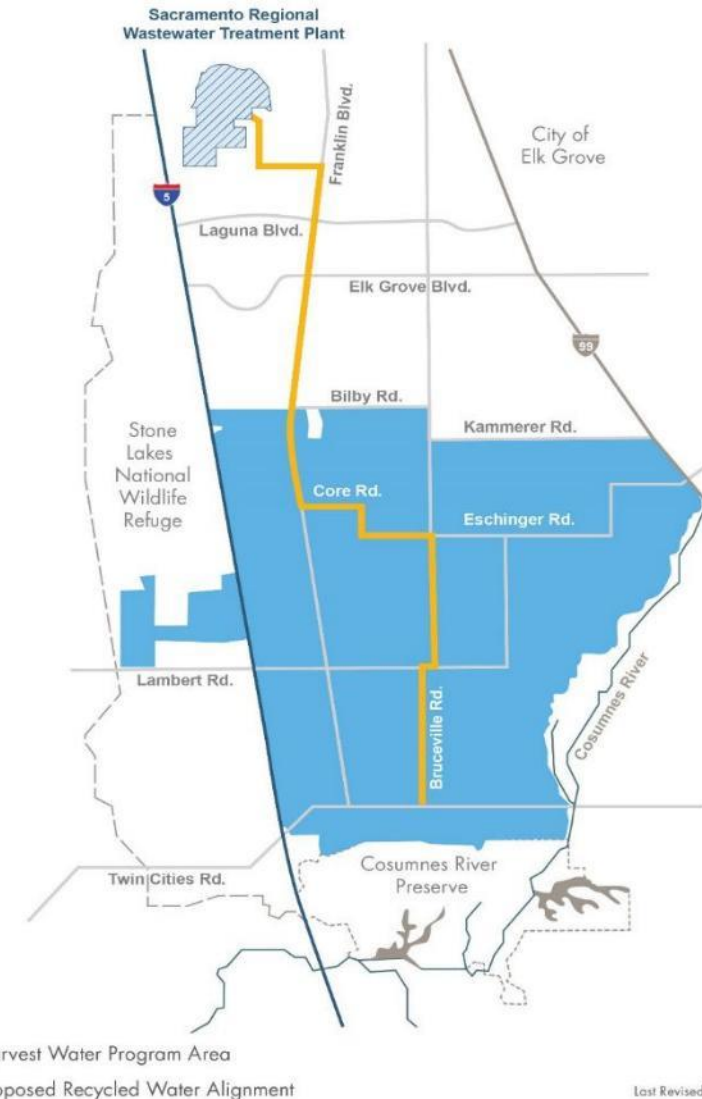 Sacramento Regional
Wastewater Treatment Plant
Franklin Blvd.
City of
Elk Grove
5
Laguna Blvd.
Elk Grove Blvd.
99
Bilby Rd.
Kammerer Rd.
Stone
Lakes
National
Wildlife
Refuge
Core Rd.
Eschinger Rd.
Lambert Rd.
Bruceville Rd.
Cosumnes River
Twin Cities Rd.
Cosumnes River
Preserve
rvest Water Program Area
oposed Recycled Water Alignment
Last Revised